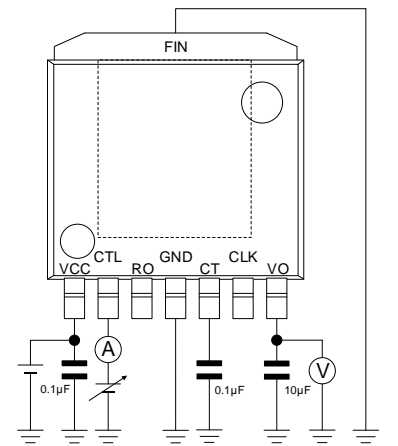 FIN
VCC CTL RO GND CT CLK VO
A
V
0.1µF 0.1µF 10µF